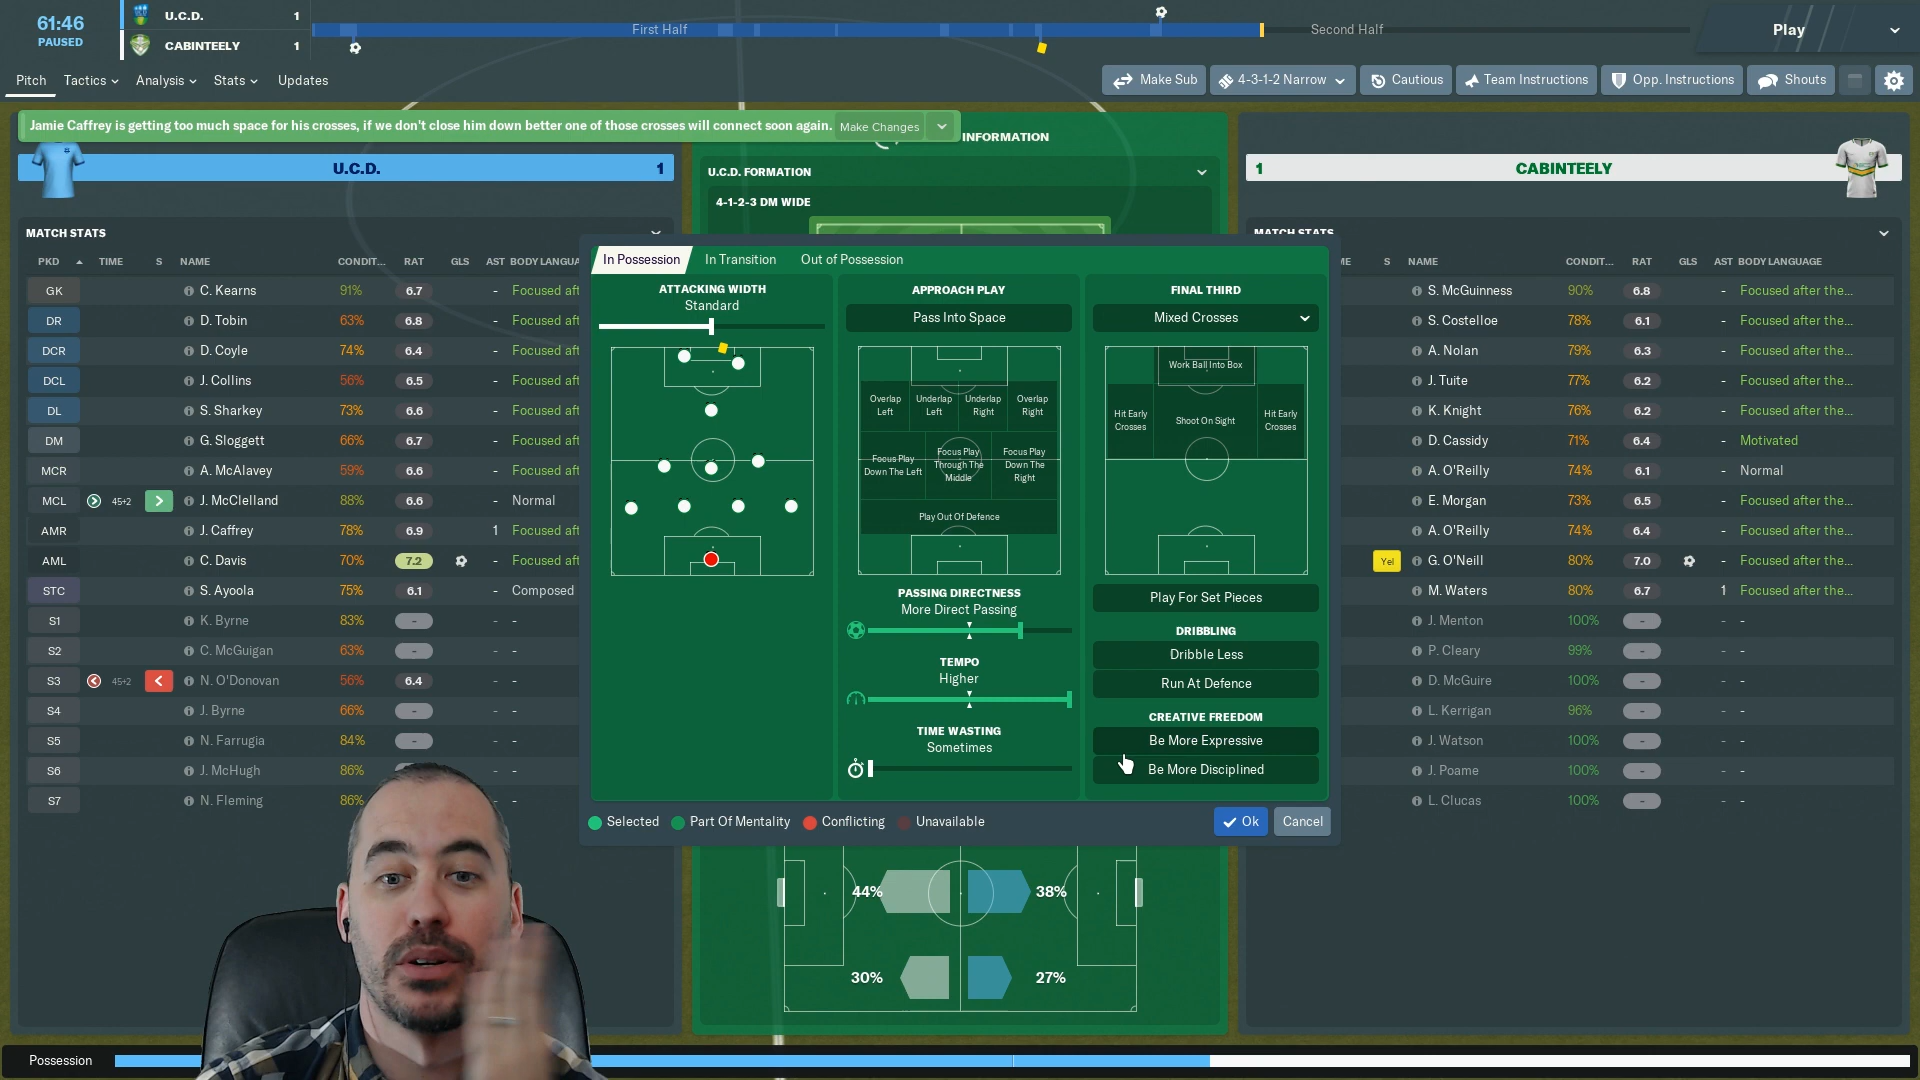 61:46
PAUSED
U.C.D. 1
CABINTEELY 1
First Half
Second Half
Play
Pitch
Tactics
Analysis
Stats
Updates
Make Sub
4-3-1-2 Narrow
Cautious
Team Instructions
Opp. Instructions
Shouts
Jamie Caffrey is getting too much space for his crosses, if we don't close him down better one of those crosses will connect soon again.
Make Changes
INFORMATION
U.C.D. 1
U.C.D. FORMATION
4-1-2-3 DM WIDE
1 CABINTEELY
MATCH STATS
PKD TIME S NAME CONDIT... RAT GLS AST BODY LANGUA
GK C. Kearns 91% 6.7 - Focused aft
DR D. Tobin 63% 6.8 - Focused aft
DCR D. Coyle 74% 6.4 - Focused aft
DCL J. Collins 56% 6.5 - Focused aft
DL S. Sharkey 73% 6.6 - Focused aft
DM G. Sloggett 66% 6.7 - Focused aft
MCR A. McAlavey 59% 6.6 - Focused aft
MCL 45+2 J. McClelland 88% 6.6 - Normal
AMR J. Caffrey 78% 6.9 1 Focused aft
AML C. Davis 70% 7.2 - Focused aft
STC S. Ayoola 75% 6.1 - Composed
S1 K. Byrne 83% - - -
S2 C. McGuigan 63% - - -
S3 45+2 N. O'Donovan 56% 6.4 - -
S4 J. Byrne 66% - - -
S5 N. Farrugia 84% - - -
S6 J. McHugh 86% - - -
S7 N. Fleming 86% -
In Possession
In Transition
Out of Possession
ATTACKING WIDTH
Standard
APPROACH PLAY
Pass Into Space
Overlap Left
Underlap Left
Underlap Right
Overlap Right
Focus Play Down The Left
Focus Play Through The Middle
Focus Play Down The Right
Play Out Of Defence
PASSING DIRECTNESS
More Direct Passing
TEMPO
Higher
TIME WASTING
Sometimes
FINAL THIRD
Mixed Crosses
Work Ball Into Box
Hit Early Crosses
Shoot On Sight
Hit Early Crosses
Play For Set Pieces
DRIBBLING
Dribble Less
Run At Defence
CREATIVE FREEDOM
Be More Expressive
Be More Disciplined
Selected
Part Of Mentality
Conflicting
Unavailable
Ok
Cancel
MATCH STATS
ME S NAME CONDIT... RAT GLS AST BODY LANGUAGE
S. McGuinness 90% 6.8 - Focused after the...
S. Costelloe 78% 6.1 - Focused after the...
A. Nolan 79% 6.3 - Focused after the...
J. Tuite 77% 6.2 - Focused after the...
K. Knight 76% 6.2 - Focused after the...
D. Cassidy 71% 6.4 - Motivated
A. O'Reilly 74% 6.1 - Normal
E. Morgan 73% 6.5 - Focused after the...
A. O'Reilly 74% 6.4 - Focused after the...
Yel G. O'Neill 80% 7.0 - Focused after the...
M. Waters 80% 6.7 1 Focused after the...
J. Menton 100% - - -
P. Cleary 99% - - -
D. McGuire 100% - - -
L. Kerrigan 96% - - -
J. Watson 100% - - -
J. Poame 100% - - -
L. Clucas 100% - - -
44% 38%
30% 27%
Possession